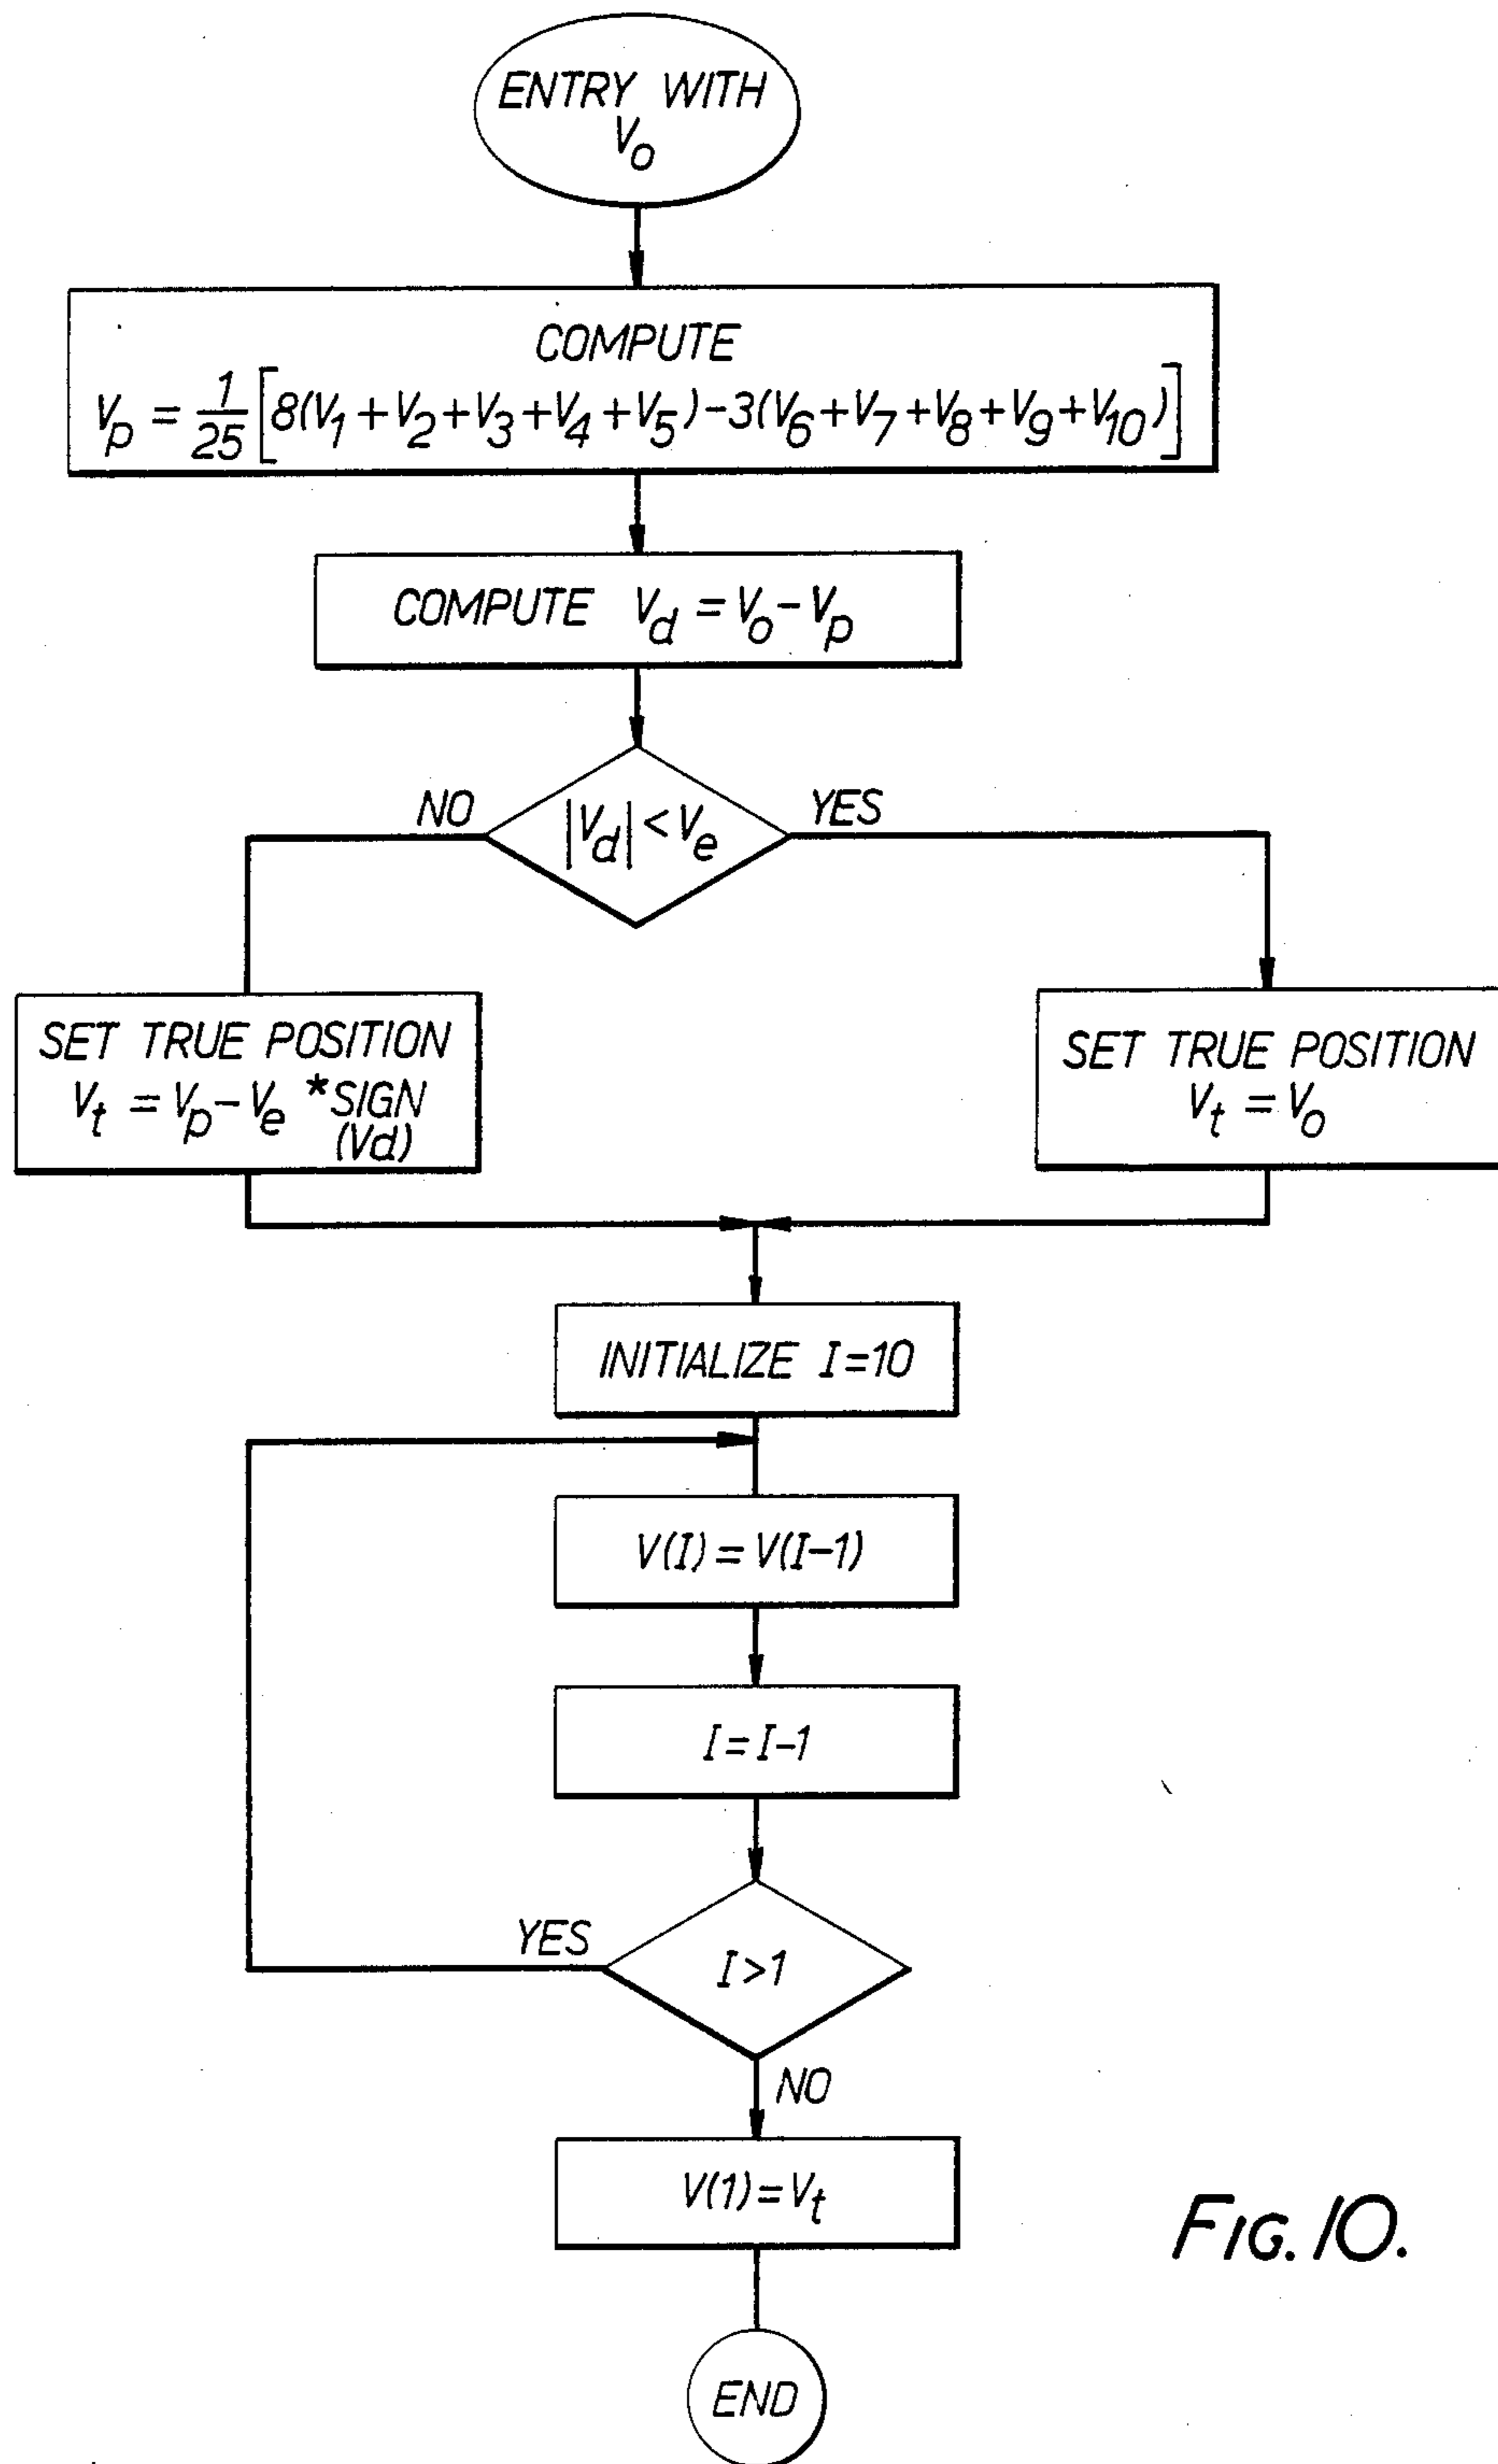 ENTRY WITH
V₀
COMPUTE
Vₚ = 1/25 [8(V₁+V₂+V₃+V₄+V₅)-3(V₆+V₇+V₈+V₉+V₁₀)]
COMPUTE V_d = V₀ - Vₚ
NO
|V_d| < Vₑ
YES
SET TRUE POSITION
Vₜ = Vₚ - Vₑ *SIGN
(Vd)
SET TRUE POSITION
Vₜ = V₀
INITIALIZE I=10
V(I) = V(I-1)
I=I-1
YES
I>1
NO
V(1)=Vₜ
END
FIG. 10.